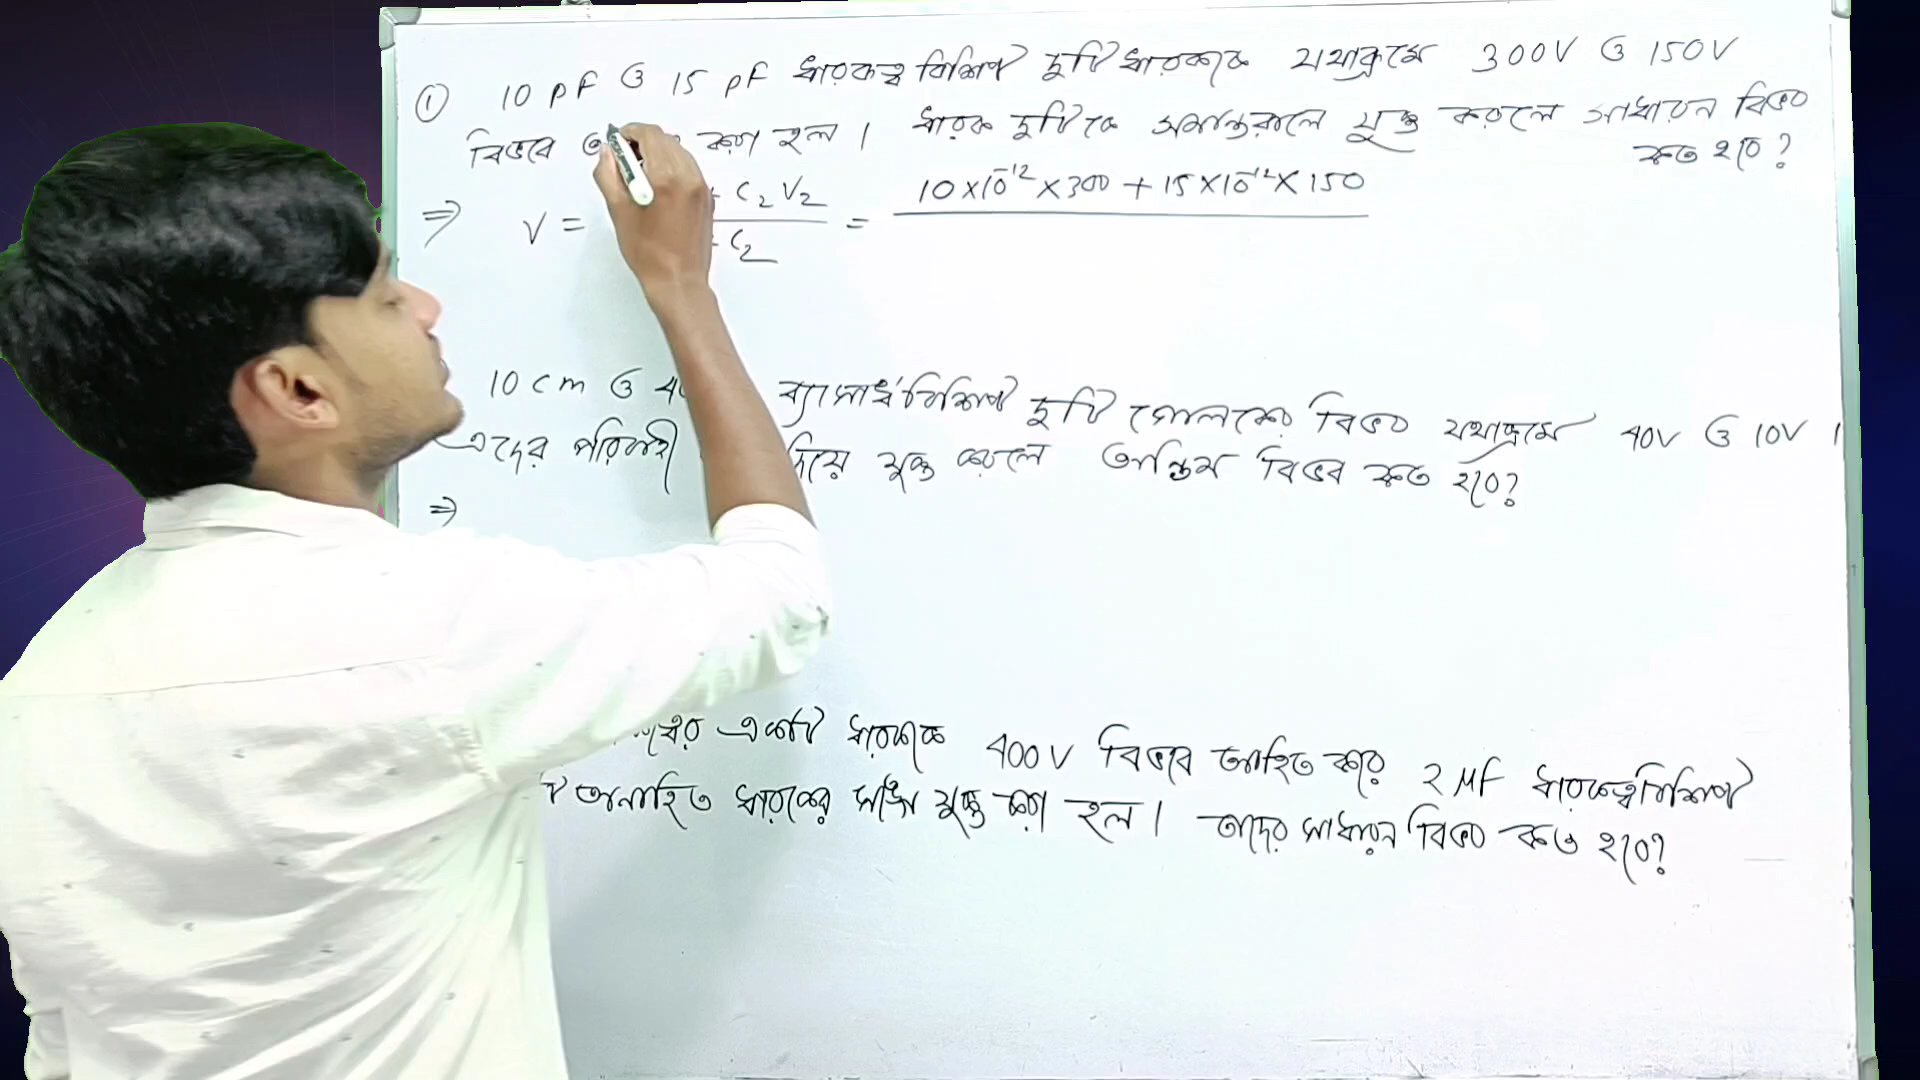 ① 10 pF ও 15 pF ধারকত্ব বিশিষ্ট দুটি ধারককে যথাক্রমে 300V ও 150V
বিভবে করা হল। ধারক দুটিকে সমান্তরালে যুক্ত করলে সাধারন বিভব
কত হবে?
⇒ V = + C₂V₂ / + C₂ = 10×10⁻¹²×300 + 15×10⁻¹²×150
10 cm ও ব্যাসার্ধবিশিষ্ট দুটি গোলকের বিভব যথাক্রমে 40V ও 10V।
এদের পরিবাহী দিয়ে যুক্ত করলে অন্তিম বিভব কত হবে?
⇒
একটি ধারককে 400V বিভবে আহিত করে 2 μF ধারকত্ববিশিষ্ট
অনাহিত ধারকের সঙ্গে যুক্ত করা হল। তাদের সাধারন বিভব কত হবে?